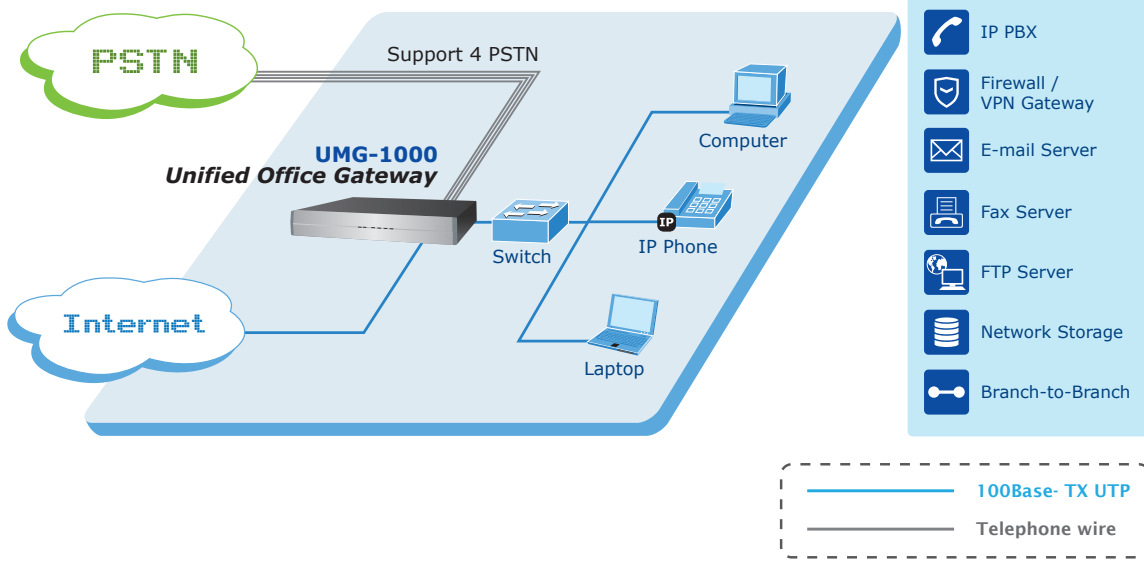 PSTN
Support 4 PSTN
UMG-1000
Unified Office Gateway
Computer
IP
IP Phone
Switch
Internet
Laptop
IP PBX
Firewall /
VPN Gateway
E-mail Server
Fax Server
FTP Server
Network Storage
Branch-to-Branch
100Base- TX UTP
Telephone wire